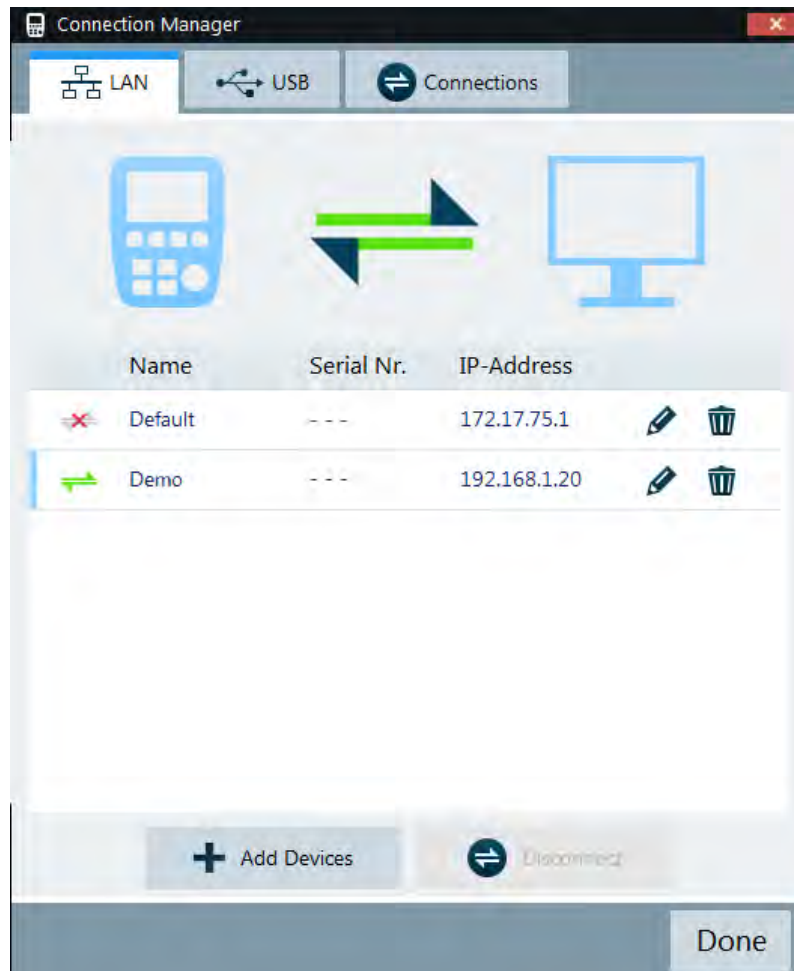 Connection Manager
LAN USB Connections
Name Serial Nr. IP-Address
Default - - - 172.17.75.1
Demo - - - 192.168.1.20
Add Devices Disconnect
Done